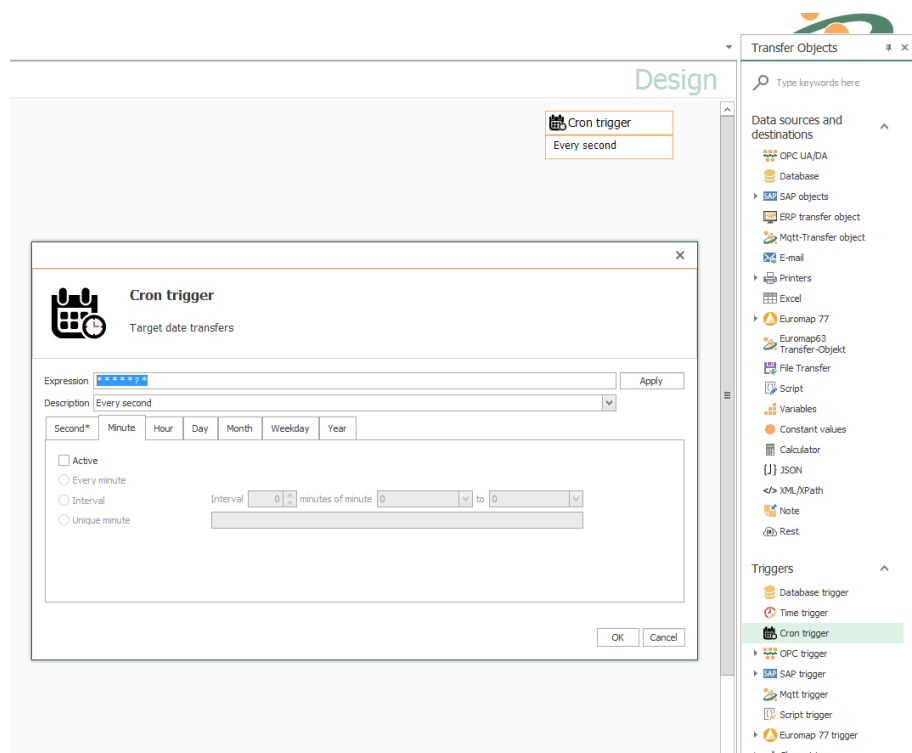 Transfer Objects
Design
Type keywords here
Cron trigger
Every second
Data sources and
destinations
OPC UA/DA
Database
SAP objects
ERP transfer object
Mqtt-Transfer object
E-mail
Printers
Excel
Euromap 77
Euromap63
Transfer-Objekt
File Transfer
Script
Variables
Constant values
Calculator
{} JSON
</> XML/XPath
Note
Rest
Triggers
Database trigger
Time trigger
Cron trigger
OPC trigger
SAP trigger
Mqtt trigger
Script trigger
Euromap 77 trigger
Cron trigger
Target date transfers
Expression * * * * * ? * Apply
Description Every second
Second* Minute Hour Day Month Weekday Year
Active
Every minute
Interval Interval 0 minutes of minute 0 to 0
Unique minute
OK Cancel